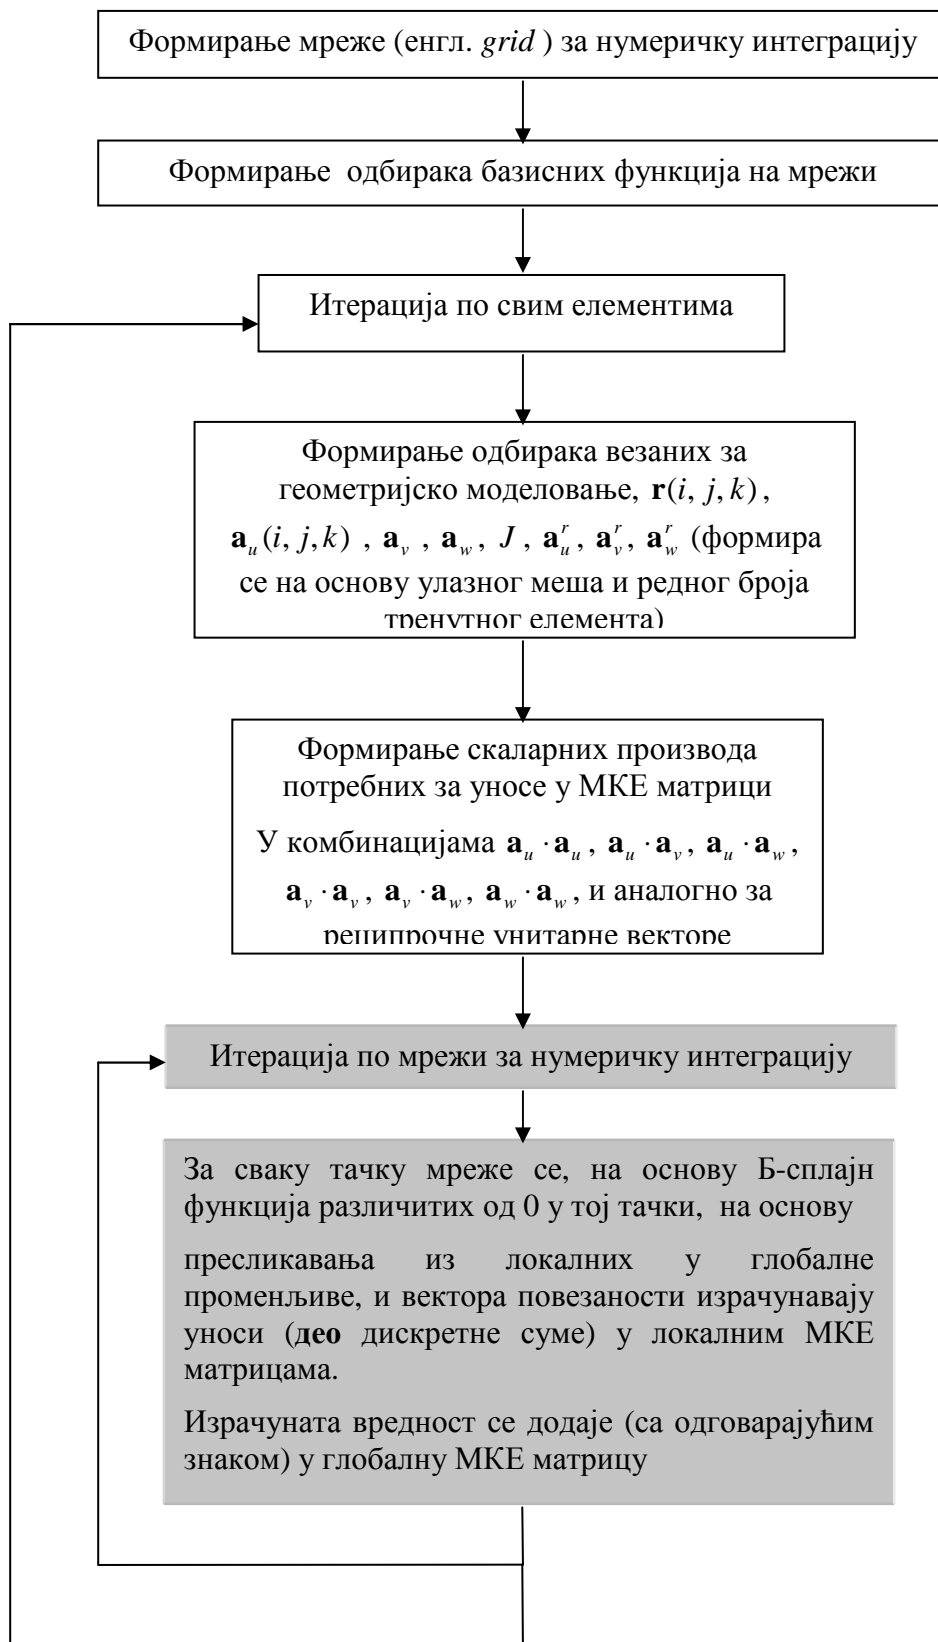 Формирање мреже (енгл. grid ) за нумеричку интеграцију
Формирање одбирака базисних функција на мрежи
Итерација по свим елементима
Формирање одбирака везаних за
геометријско моделовање, r(i, j, k) ,
a_u(i, j,k) , a_v , a_w, J , a_u^r, a_v^r, a_w^r (формира
се на основу улазног меша и редног броја
тренутног елемента)
Формирање скаларних производа
потребних за уносе у МКЕ матрици
У комбинацијама a_u · a_u , a_u · a_v, a_u · a_w ,
a_v · a_v , a_v · a_w, a_w · a_w, и аналогно за
реципрочне унитарне векторе
Итерација по мрежи за нумеричку интеграцију
За сваку тачку мреже се, на основу Б-сплајн
функција различитих од 0 у тој тачки, на основу
пресликавања из локалних у глобалне
променљиве, и вектора повезаности израчунавају
уноси (део дискретне суме) у локалним МКЕ
матрицама.
Израчуната вредност се додаје (са одговарајућим
знаком) у глобалну МКЕ матрицу